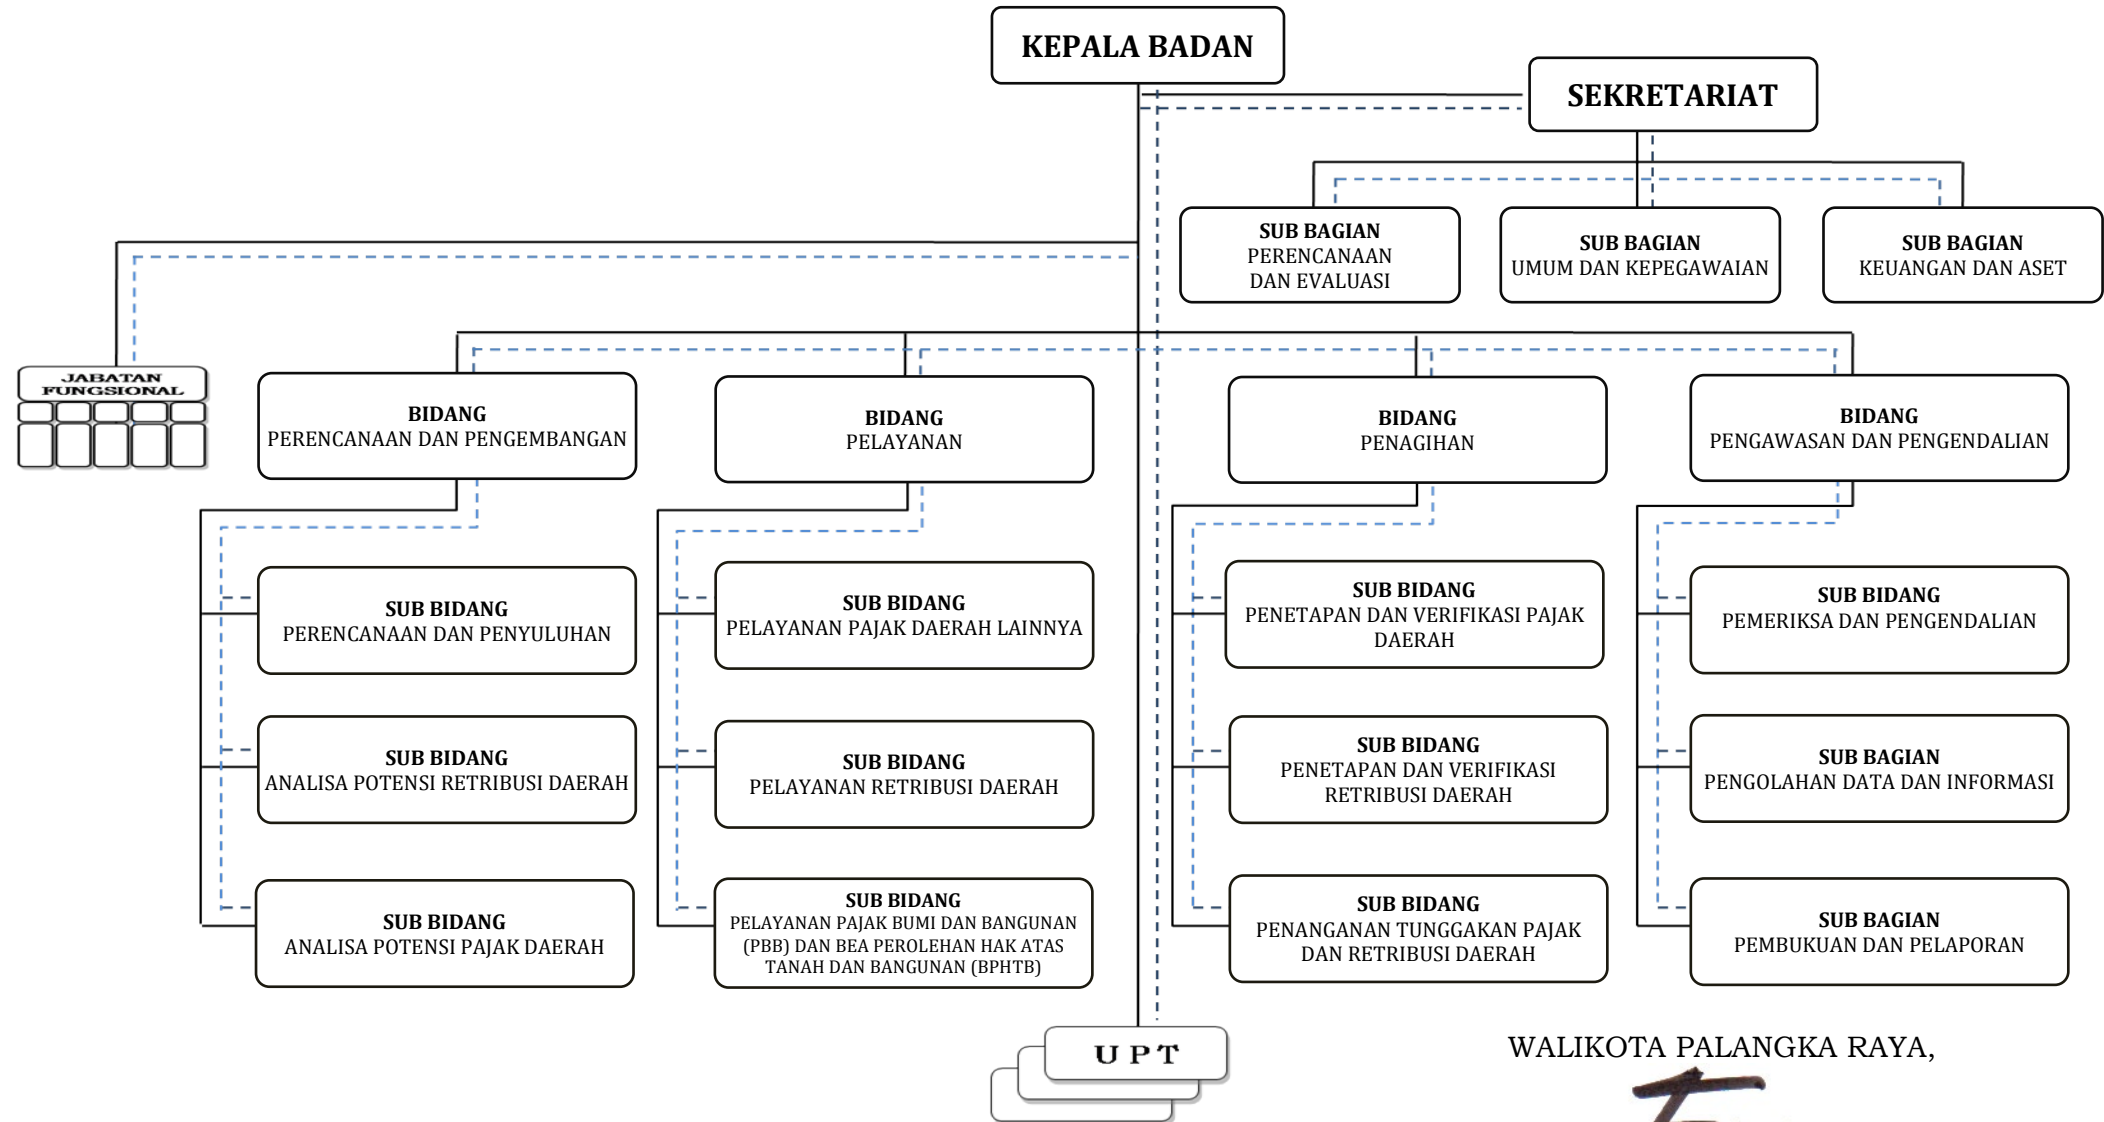 KEPALA BADAN
SEKRETARIAT
SUB BAGIAN
PERENCANAAN
DAN EVALUASI
SUB BAGIAN
UMUM DAN KEPEGAWAIAN
SUB BAGIAN
KEUANGAN DAN ASET
JABATAN
FUNGSIONAL
BIDANG
PERENCANAAN DAN PENGEMBANGAN
BIDANG
PELAYANAN
BIDANG
PENAGIHAN
BIDANG
PENGAWASAN DAN PENGENDALIAN
SUB BIDANG
PERENCANAAN DAN PENYULUHAN
SUB BIDANG
PELAYANAN PAJAK DAERAH LAINNYA
SUB BIDANG
PENETAPAN DAN VERIFIKASI PAJAK
DAERAH
SUB BIDANG
PEMERIKSA DAN PENGENDALIAN
SUB BIDANG
ANALISA POTENSI RETRIBUSI DAERAH
SUB BIDANG
PELAYANAN RETRIBUSI DAERAH
SUB BIDANG
PENETAPAN DAN VERIFIKASI
RETRIBUSI DAERAH
SUB BAGIAN
PENGOLAHAN DATA DAN INFORMASI
SUB BIDANG
ANALISA POTENSI PAJAK DAERAH
SUB BIDANG
PELAYANAN PAJAK BUMI DAN BANGUNAN
(PBB) DAN BEA PEROLEHAN HAK ATAS
TANAH DAN BANGUNAN (BPHTB)
SUB BIDANG
PENANGANAN TUNGGAKAN PAJAK
DAN RETRIBUSI DAERAH
SUB BAGIAN
PEMBUKUAN DAN PELAPORAN
U P T
WALIKOTA PALANGKA RAYA,